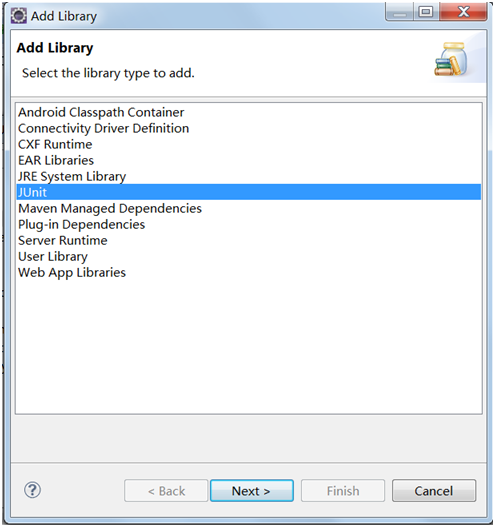 Add Library
Add Library
Select the library type to add.
Android Classpath Container
Connectivity Driver Definition
CXF Runtime
EAR Libraries
JRE System Library
JUnit
Maven Managed Dependencies
Plug-in Dependencies
Server Runtime
User Library
Web App Libraries
? < Back Next > Finish Cancel